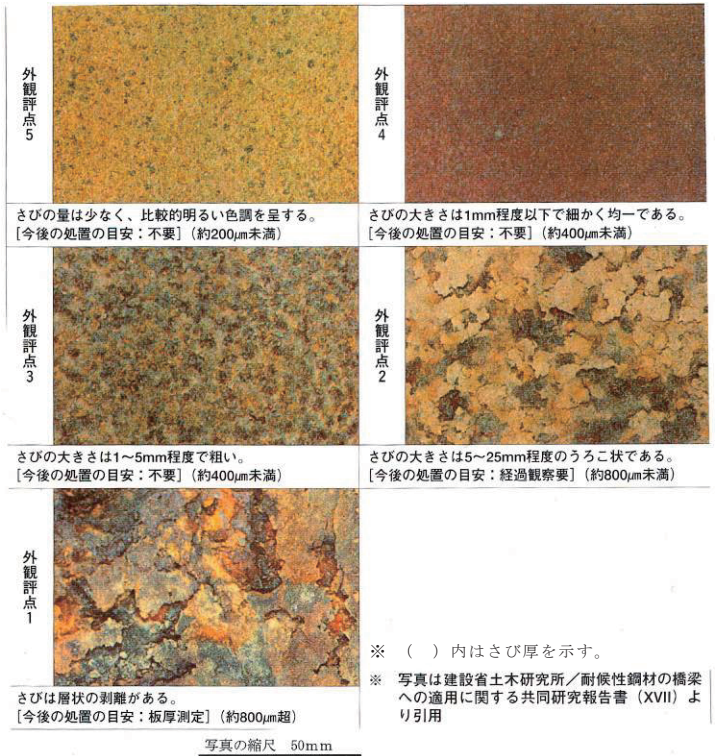 外観評点5
さびの量は少なく、比較的明るい色調を呈する。
[今後の処置の目安：不要]（約200μm未満）
外観評点4
さびの大きさは1mm程度以下で細かく均一である。
[今後の処置の目安：不要]（約400μm未満）
外観評点3
さびの大きさは1～5mm程度で粗い。
[今後の処置の目安：不要]（約400μm未満）
外観評点2
さびの大きさは5～25mm程度のうろこ状である。
[今後の処置の目安：経過観察要]（約800μm未満）
外観評点1
さびは層状の剥離がある。
[今後の処置の目安：板厚測定]（約800μm超）
※ （ ）内はさび厚を示す。
※ 写真は建設省土木研究所／耐候性鋼材の橋梁
への適用に関する共同研究報告書（XVII）よ
り引用
写真の縮尺 50mm